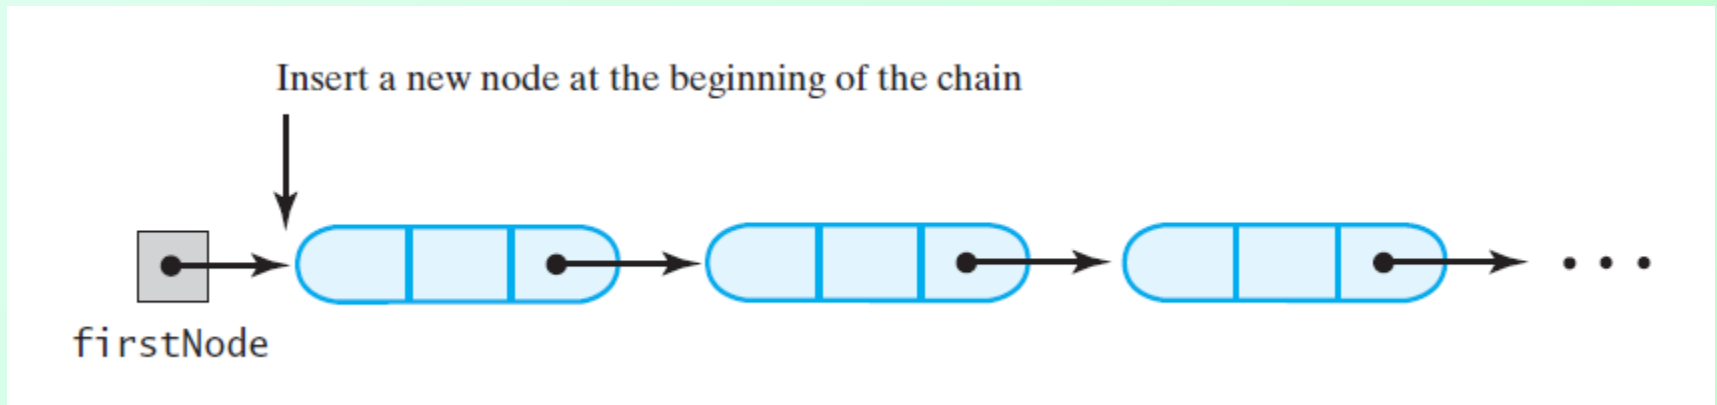 Insert a new node at the beginning of the chain
firstNode